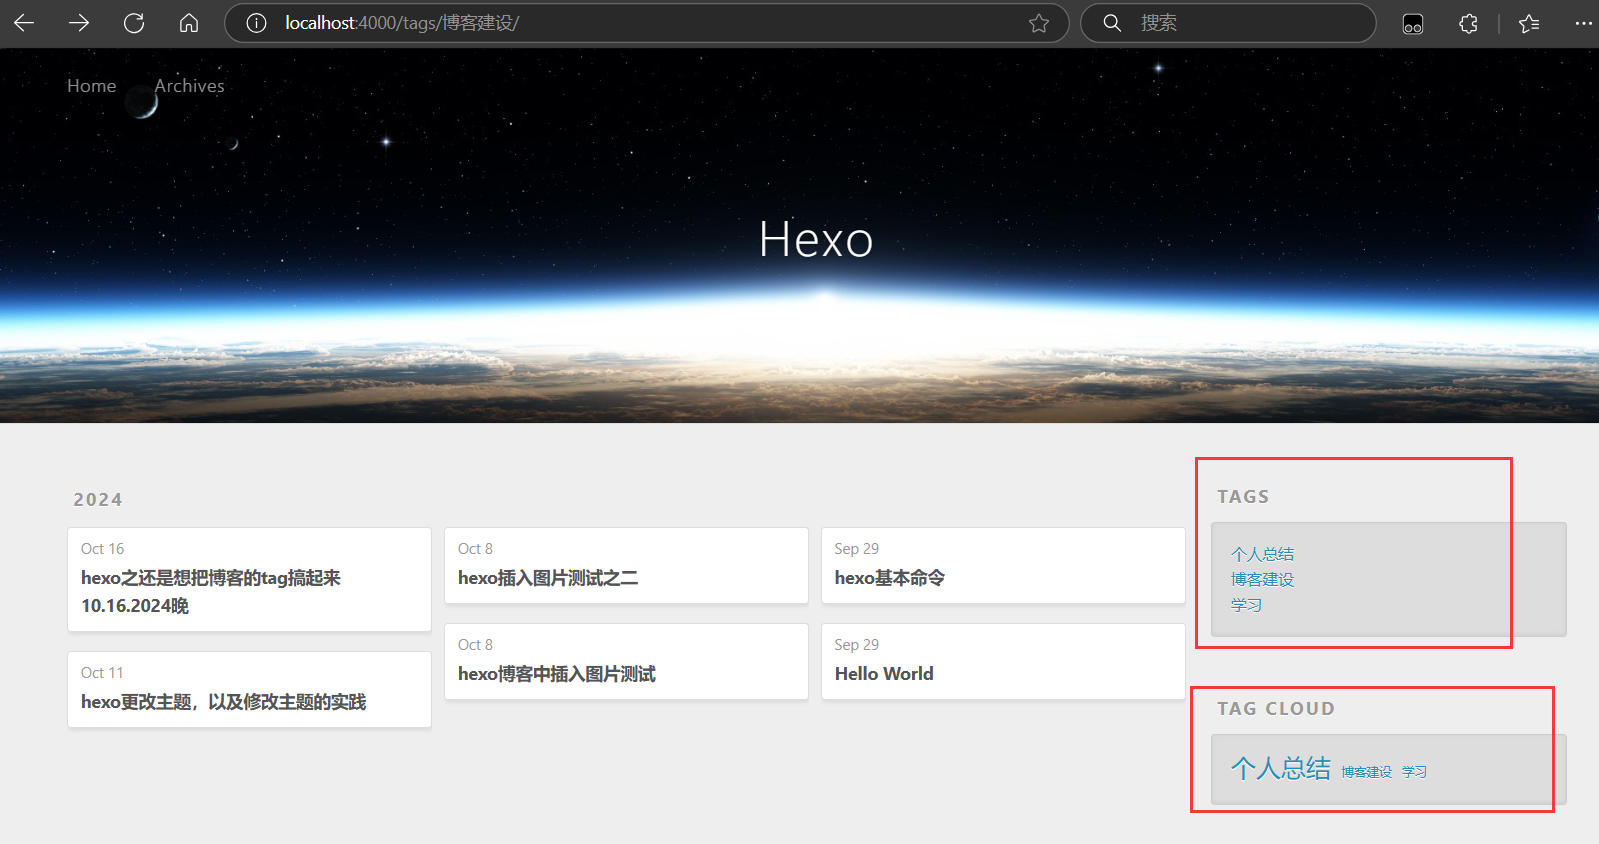 localhost:4000/tags/博客建设/
搜索
Home Archives
Hexo
2024
Oct 16
hexo之还是想把博客的tag搞起来
10.16.2024晚
Oct 11
hexo更改主题，以及修改主题的实践
Oct 8
hexo插入图片测试之二
Oct 8
hexo博客中插入图片测试
Sep 29
hexo基本命令
Sep 29
Hello World
TAGS
个人总结
博客建设
学习
TAG CLOUD
个人总结 博客建设 学习